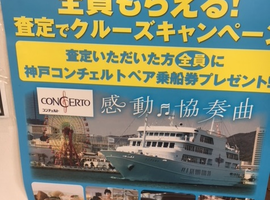 全員もらえる!
査定でクルーズキャンペーン
査定いただいた方全員に
神戸コンチェルトペア乗船券プレゼント
CONCERTO
コンチェルト
感動♬協奏曲